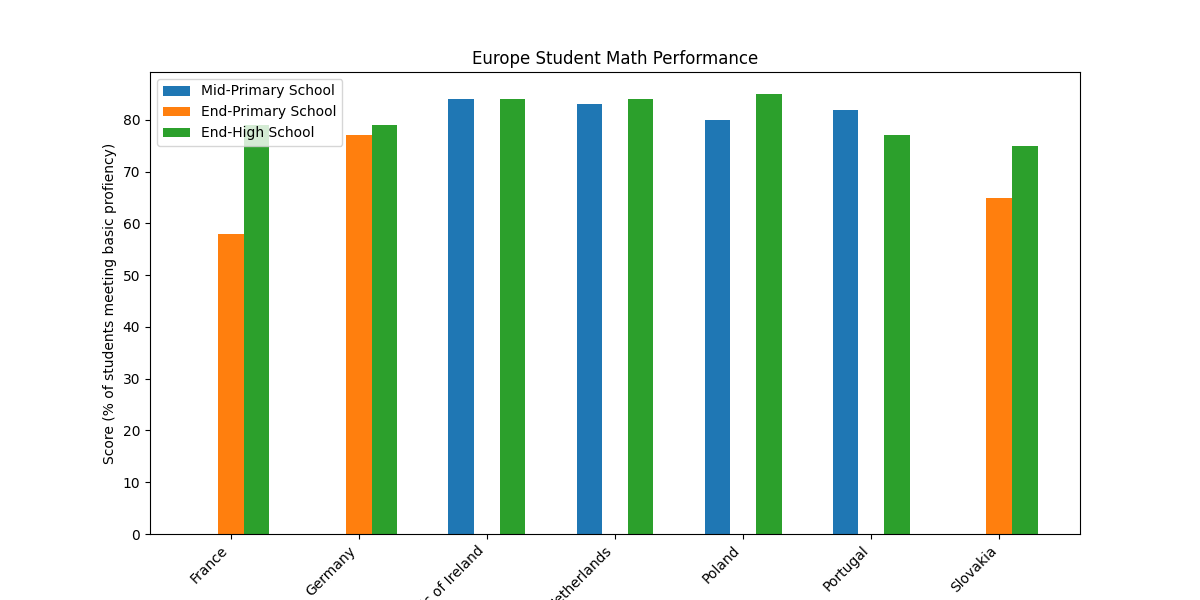 Europe Student Math Performance
Mid-Primary School
End-Primary School
End-High School
Score (% of students meeting basic profiency)
80
70
60
50
40
30
20
10
0
France
Germany
of Ireland
Poland
Portugal
Slovakia